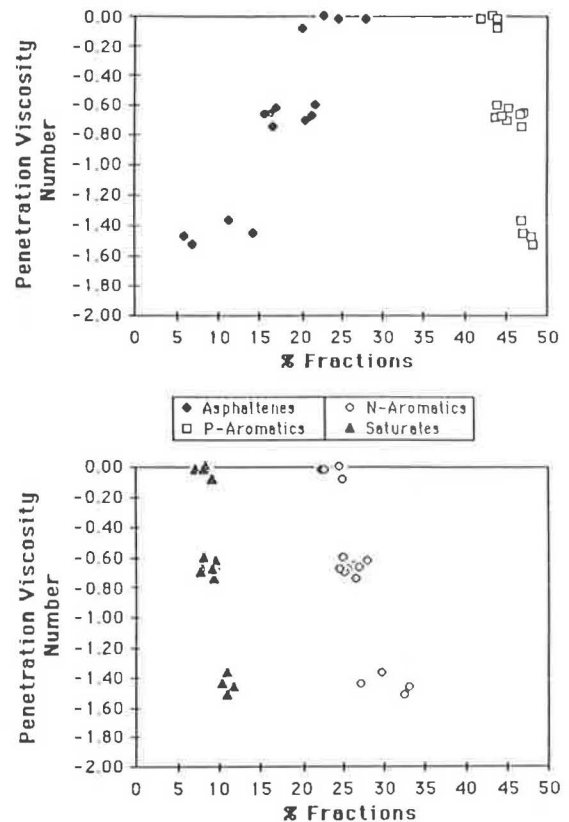 0.00
-0.20
-0.40
-0.60
-0.80
-1.00
-1.20
-1.40
-1.60
-1.80
-2.00
Penetration Viscosity
Number
0 5 10 15 20 25 30 35 40 45 50
% Fractions
Asphaltenes N-Aromatics
P-Aromatics Saturates
0.00
-0.20
-0.40
-0.60
-0.80
-1.00
-1.20
-1.40
-1.60
-1.80
-2.00
Penetration Viscosity
Number
0 5 10 15 20 25 30 35 40 45 50
% Fractions